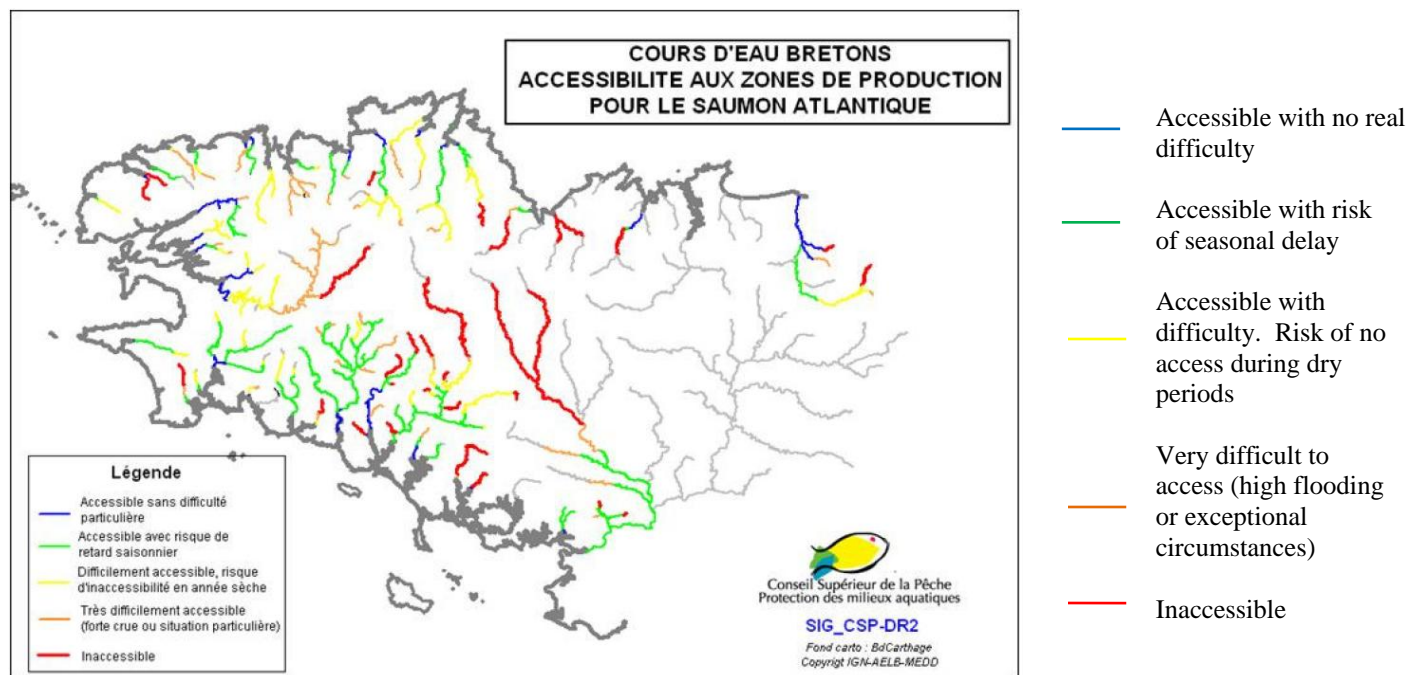 COURS D'EAU BRETONS
ACCESSIBILITE AUX ZONES DE PRODUCTION
POUR LE SAUMON ATLANTIQUE
Légende
Accessible sans difficulté
particulière
Accessible avec risque de
retard saisonnier
Difficilement accessible, risque
d'inaccessibilité en année sèche
Très difficilement accessible
(forte crue ou situation particulière)
Inaccessible
Conseil Supérieur de la Pêche
Protection des milieux aquatiques
SIG_CSP-DR2
Fond carto : BdCarthage
Copyrigt IGN-AELB-MEDD
Accessible with no real
difficulty
Accessible with risk
of seasonal delay
Accessible with
difficulty. Risk of no
access during dry
periods
Very difficult to
access (high flooding
or exceptional
circumstances)
Inaccessible